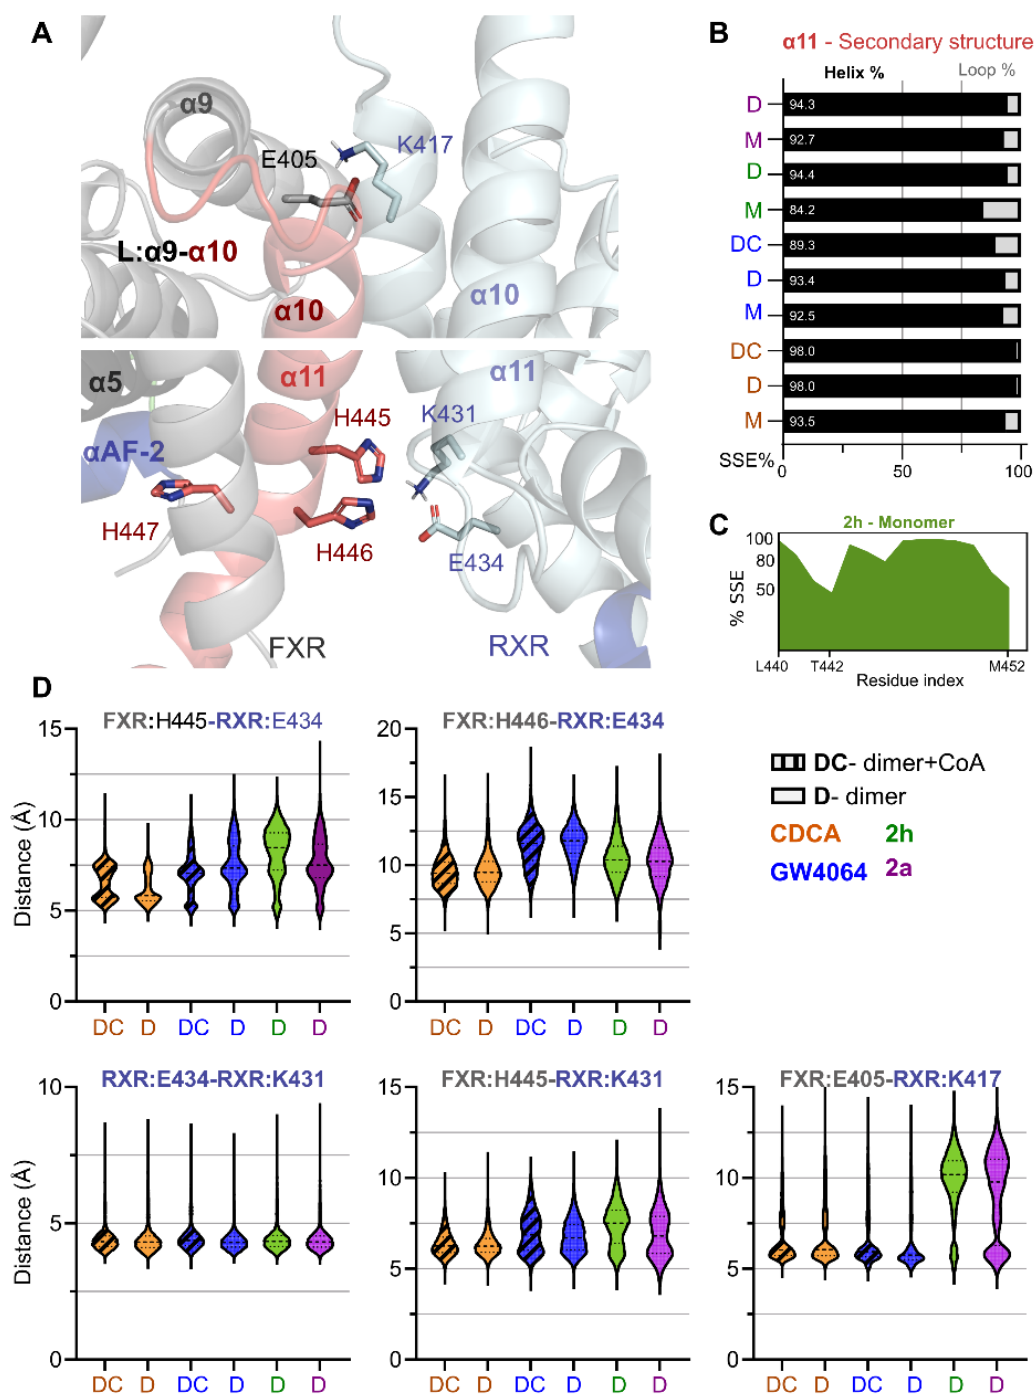 A
α9
E405
K417
L:α9-α10
α10
α10
α5
α11
α11
H445
K431
αAF-2
H447
H446
E434
FXR
RXR
B
α11 - Secondary structure
Helix %
Loop %
D
94.3
M
92.7
D
94.4
M
84.2
DC
89.3
D
93.4
M
92.5
DC
98.0
D
98.0
M
93.5
SSE%
0
50
100
C
2h - Monomer
100
80
50
% SSE
L440
T442
M452
Residue index
D
FXR:H445-RXR:E434
15
10
5
0
Distance (Å)
DC
D
DC
D
D
D
FXR:H446-RXR:E434
20
15
10
5
0
DC
D
DC
D
D
D
DC- dimer+CoA
D- dimer
CDCA
2h
GW4064
2a
RXR:E434-RXR:K431
10
5
0
Distance (Å)
DC
D
DC
D
D
D
FXR:H445-RXR:K431
15
10
5
0
DC
D
DC
D
D
D
FXR:E405-RXR:K417
15
10
5
0
DC
D
DC
D
D
D